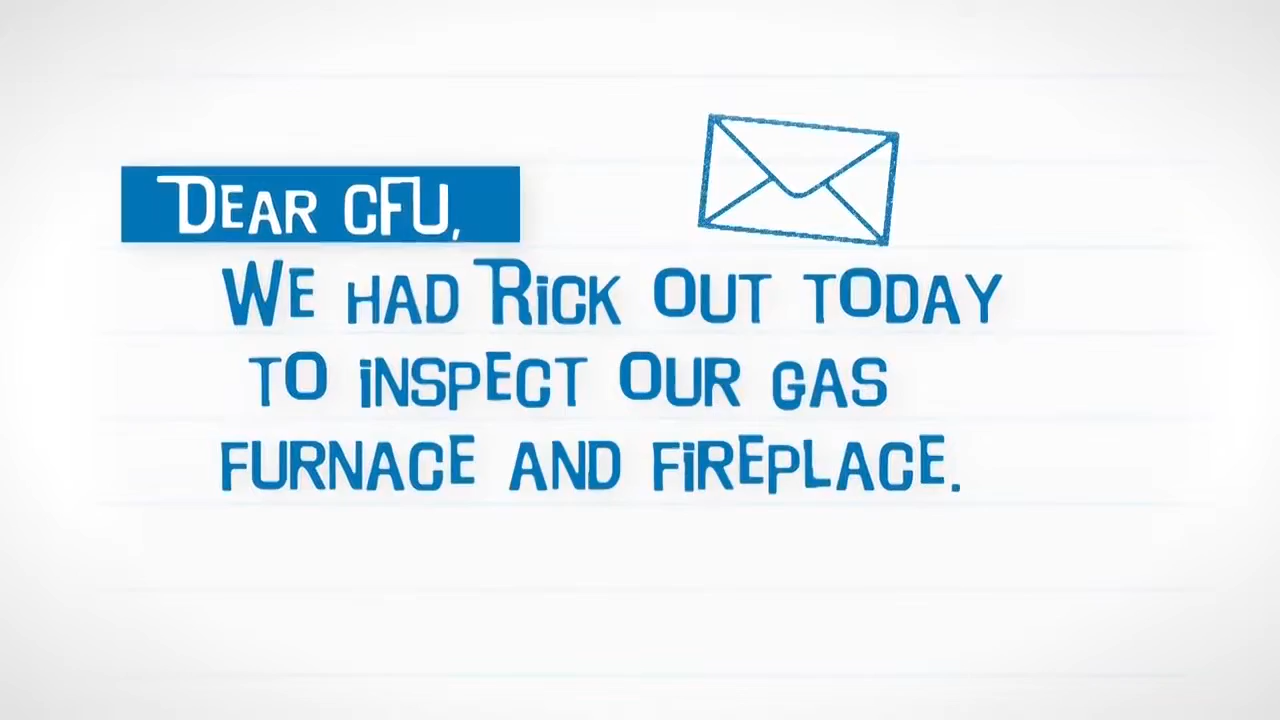 Dear CFU,
We had Rick out today
to inspect our gas
furnace and fireplace.